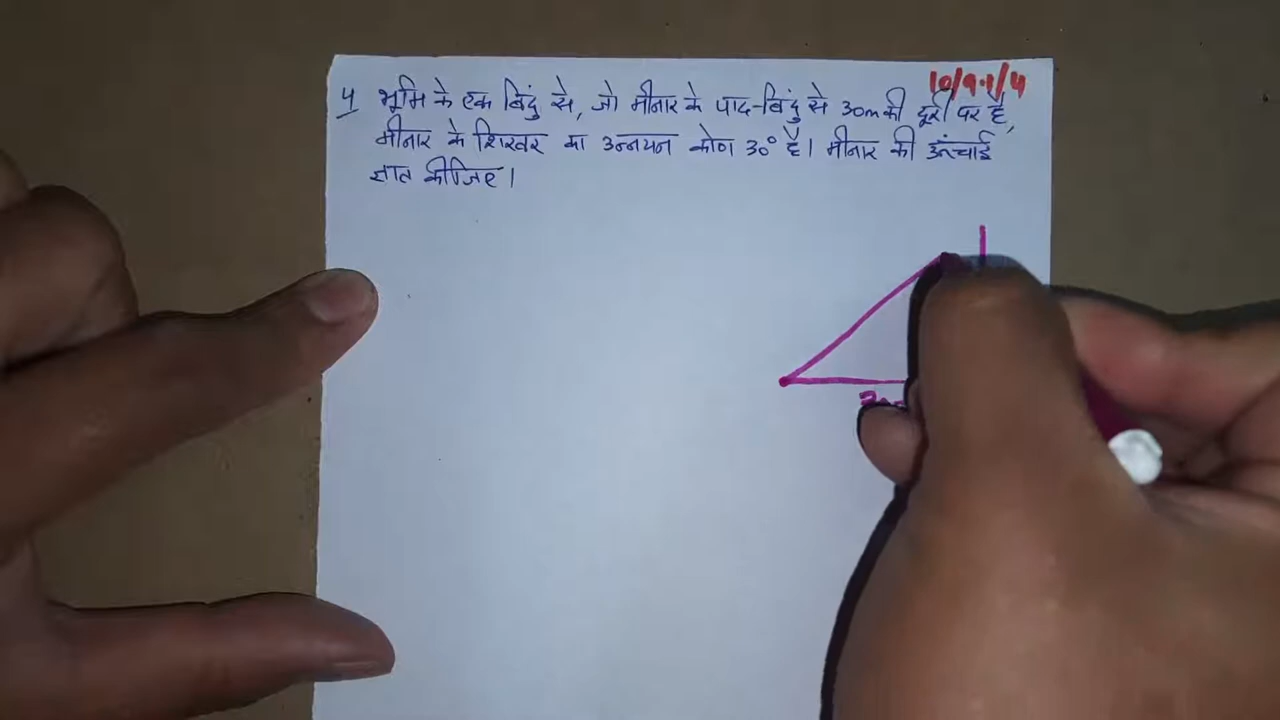 10/9.1/4
4 भूमि के एक बिंदु से, जो मीनार के पाद-बिंदु से 30m की दूरी पर है,
मीनार के शिखर का उन्नयन कोण 30° है। मीनार की ऊंचाई
ज्ञात कीजिए।